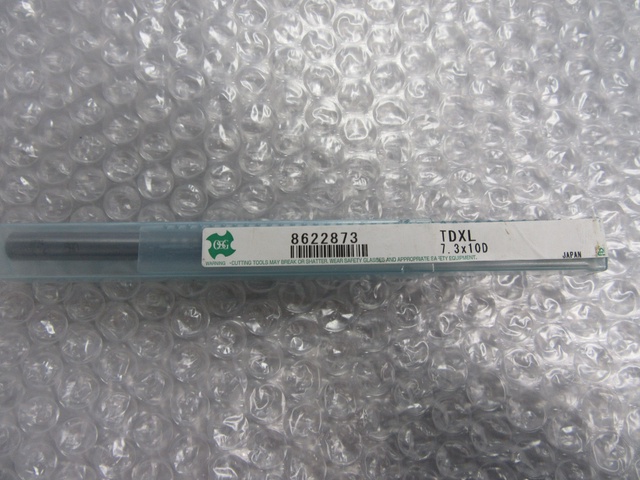 OSG
8622873
TDXL
7.3x10D
WARNING -CUTTING TOOLS MAY BREAK OR SHATTER. WEAR SAFETY GLASSES AND APPROPRIATE SAFETY EQUIPMENT.
JAPAN